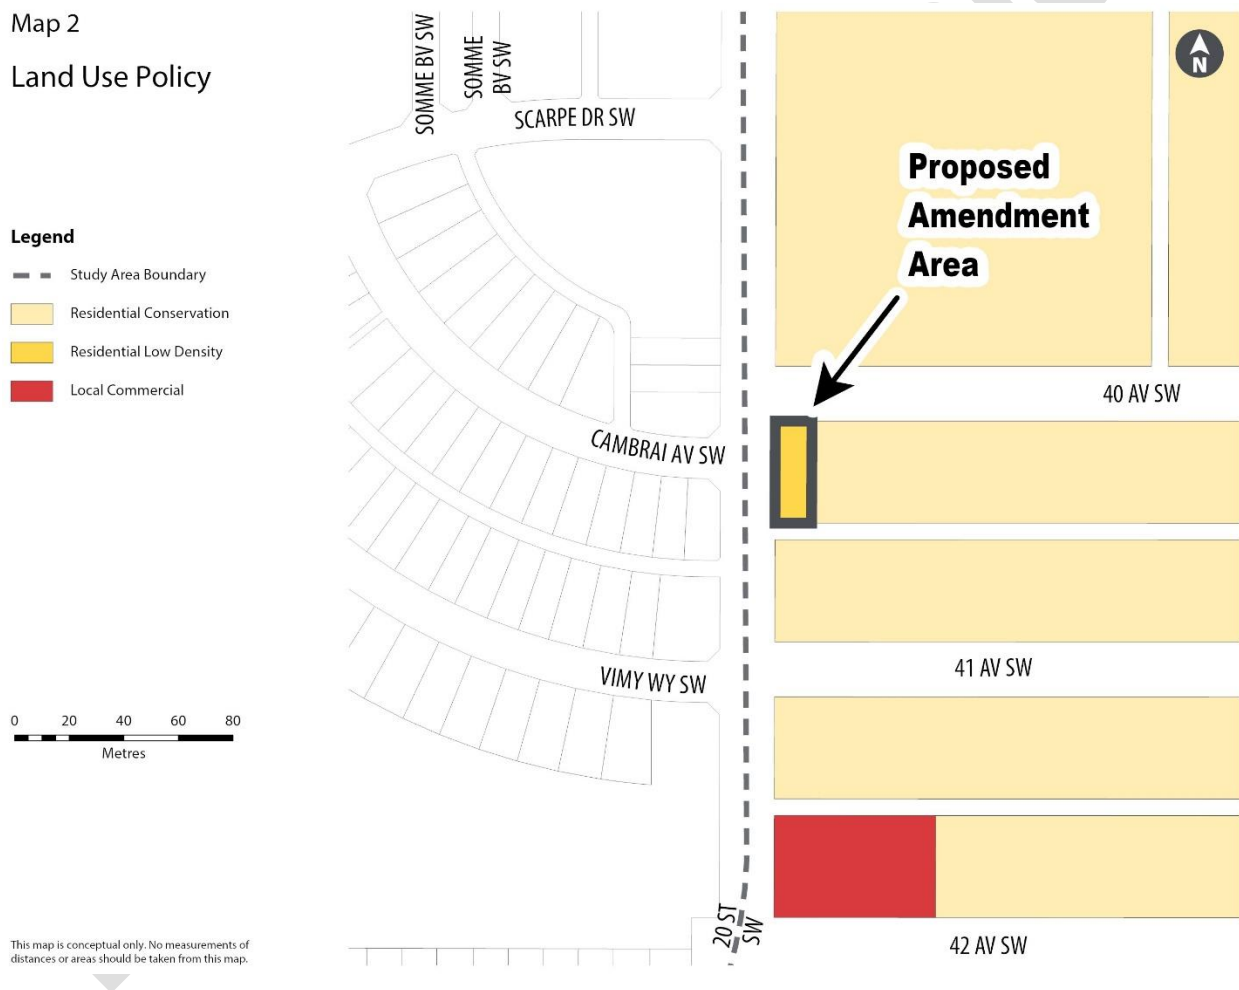 Map 2
Land Use Policy
Legend
Study Area Boundary
Residential Conservation
Residential Low Density
Local Commercial
0 20 40 60 80
Metres
This map is conceptual only. No measurements of
distances or areas should be taken from this map.
SOMME BV SW
SOMME
BV SW
SCARPE DR SW
N
Proposed
Amendment
Area
40 AV SW
CAMBRAI AV SW
41 AV SW
VIMY WY SW
20 ST
SW
42 AV SW